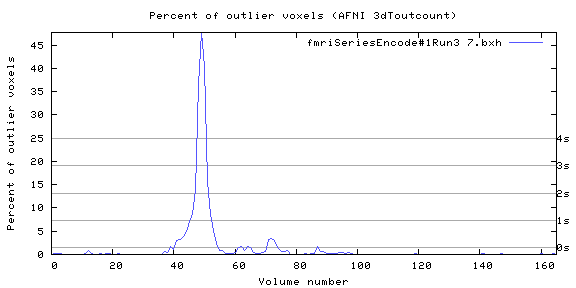 Percent of outlier voxels (AFNI 3dToutcount)
fmriSeriesEncode#1Run3 7.bxh
Percent of outlier voxels
45
40
35
30
25
20
15
10
5
0
4s
3s
2s
1s
0s
0 20 40 60 80 100 120 140 160
Volume number